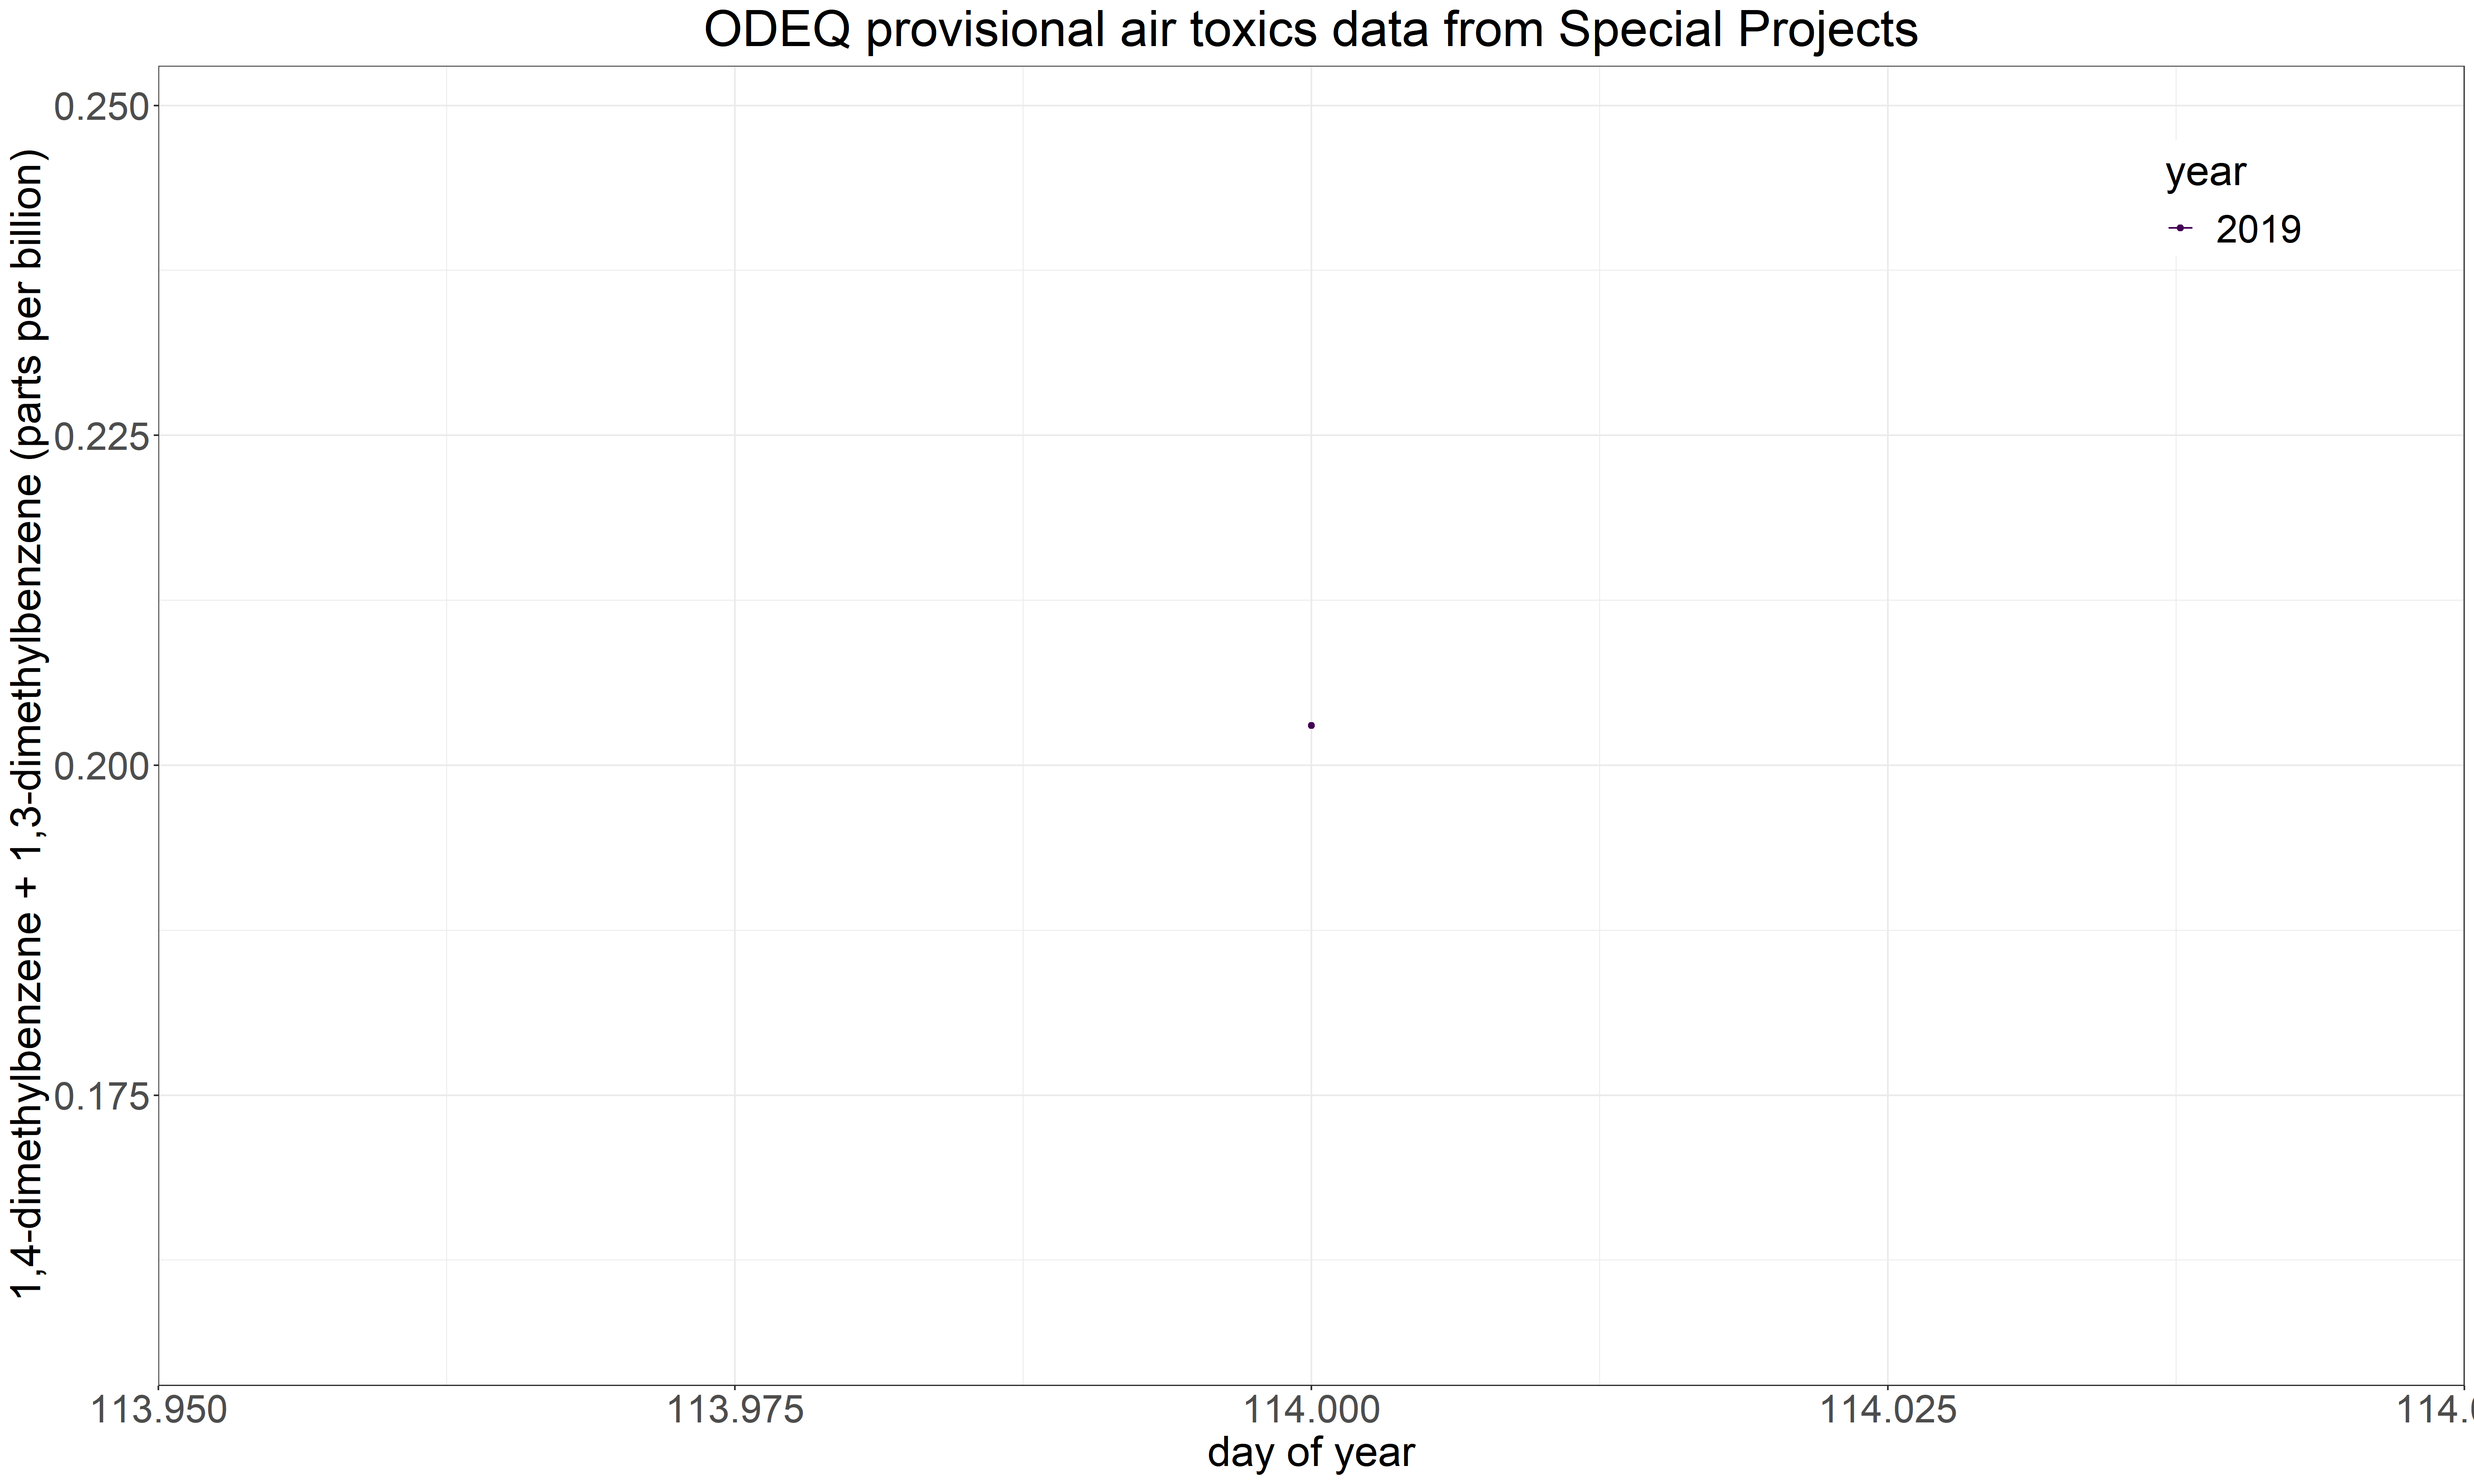 ODEQ provisional air toxics data from Special Projects
1,4-dimethylbenzene + 1,3-dimethylbenzene (parts per billion)
0.250
0.225
0.200
0.175
year
2019
113.950
113.975
114.000
114.025
114.0
day of year